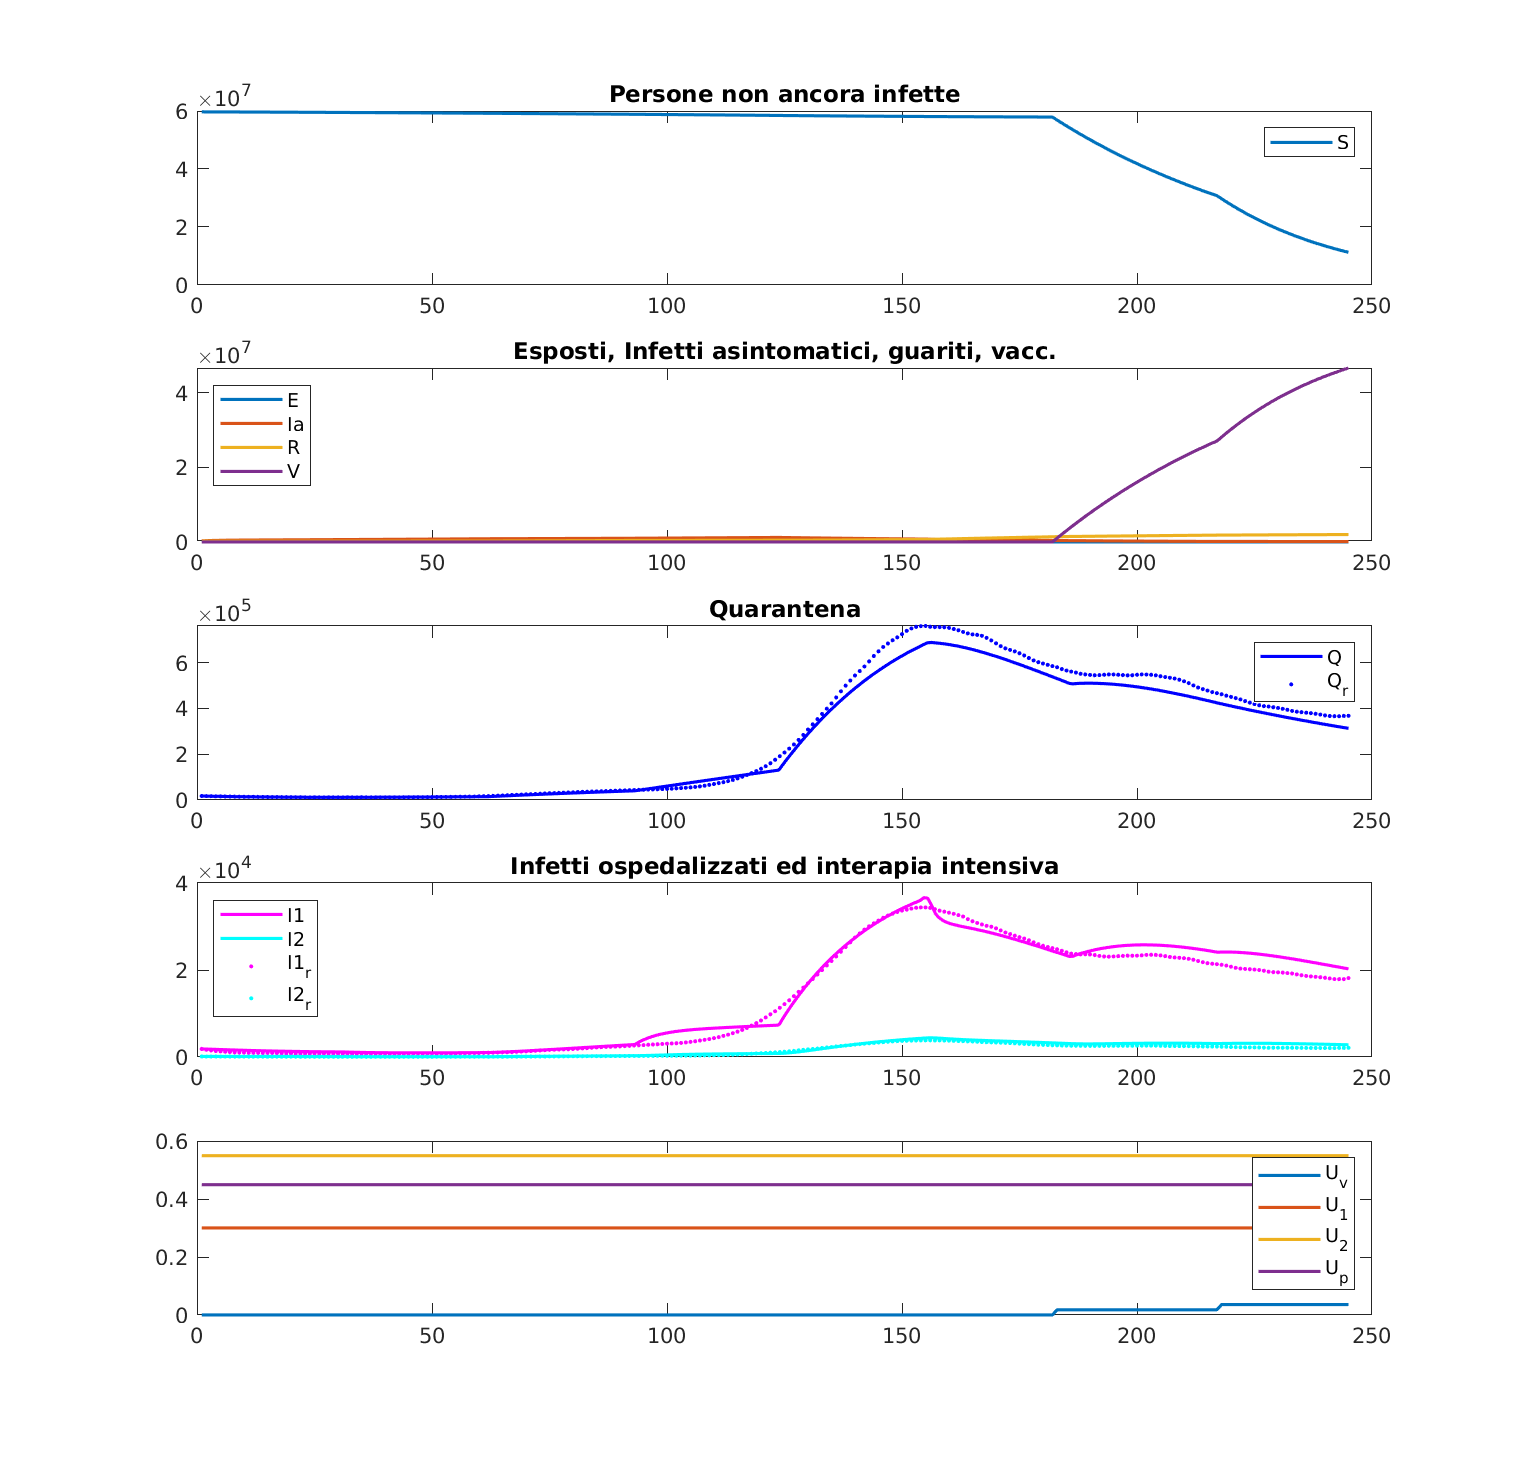 ×10^7
Persone non ancora infette
6
4
2
0
S
0 50 100 150 200 250
×10^7
Esposti, Infetti asintomatici, guariti, vacc.
4
2
0
E
Ia
R
V
0 50 100 150 200 250
×10^5
Quarantena
6
4
2
0
Q
Q_r
0 50 100 150 200 250
×10^4
Infetti ospedalizzati ed interapia intensiva
4
2
0
I1
I2
I1_r
I2_r
0 50 100 150 200 250
0.6
0.4
0.2
0
U_v
U_1
U_2
U_p
0 50 100 150 200 250